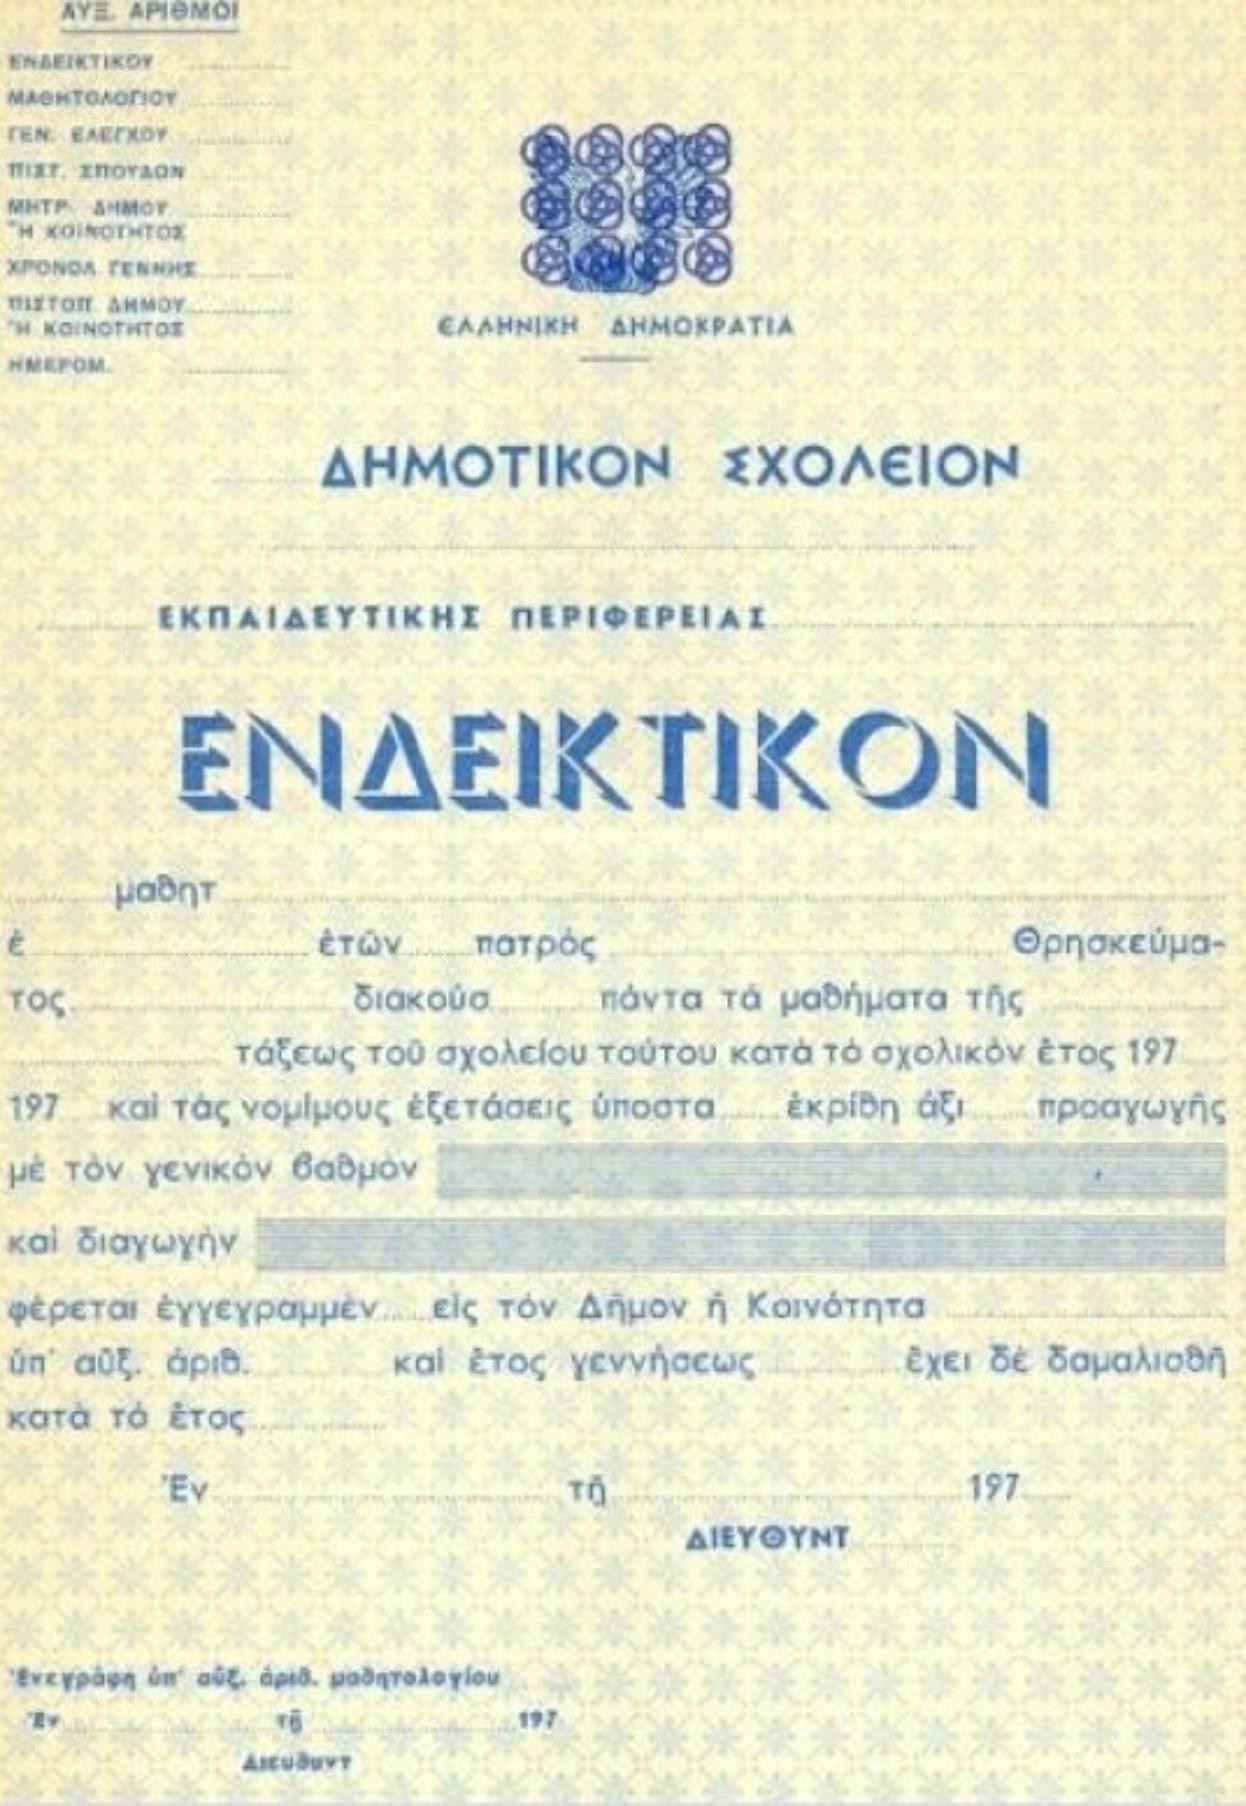 ΑΥΞ. ΑΡΙΘΜΟΙ
ΕΝΔΕΙΚΤΙΚΟΥ
ΜΑΘΗΤΟΛΟΓΙΟΥ
ΓΕΝ. ΕΛΕΓΧΟΥ
ΠΙΣΤ. ΣΠΟΥΔΩΝ
ΜΗΤΡ. ΔΗΜΟΥ
Ἢ ΚΟΙΝΟΤΗΤΟΣ
ΧΡΟΝΟΛ ΓΕΝΝΗΣ
ΠΙΣΤΟΠ ΔΗΜΟΥ
Ἢ ΚΟΙΝΟΤΗΤΟΣ
ΗΜΕΡΟΜ.
ΕΛΛΗΝΙΚΗ ΔΗΜΟΚΡΑΤΙΑ
ΔΗΜΟΤΙΚΟΝ ΣΧΟΛΕΙΟΝ
ΕΚΠΑΙΔΕΥΤΙΚΗΣ ΠΕΡΙΦΕΡΕΙΑΣ
ΕΝΔΕΙΚΤΙΚΟΝ
μαθητ
ἐ ἐτῶν πατρὸς Θρησκεύμα-
τος διακούσ πάντα τὰ μαθήματα τῆς
τάξεως τοῦ σχολείου τούτου κατὰ τὸ σχολικὸν ἔτος 197
197 καὶ τὰς νομίμους ἐξετάσεις ὑποστα ἐκρίθη ἀξι προαγωγῆς
μὲ τὸν γενικὸν βαθμὸν
καὶ διαγωγὴν
φέρεται ἐγγεγραμμέν εἰς τὸν Δῆμον ἢ Κοινότητα
ὑπ' αὔξ. ἀριθ. καὶ ἔτος γεννήσεως ἔχει δὲ δαμαλισθῆ
κατὰ τὸ ἔτος
Ἐν τῇ 197
ΔΙΕΥΘΥΝΤ
Ἐνεγράφη ὑπ' αὔξ. ἀριθ. μαθητολογίου
Ἐν τῇ 197
Διευθυντ